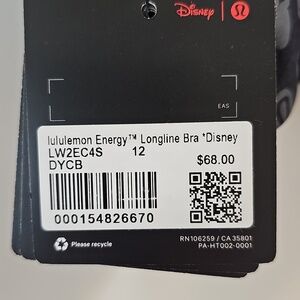 Disney
EAS
lululemon Energy™ Longline Bra *Disney
LW2EC4S 12
DYCB
$68.00
000154826670
Please recycle
RN106259 / CA35801
PA-HT002-0001